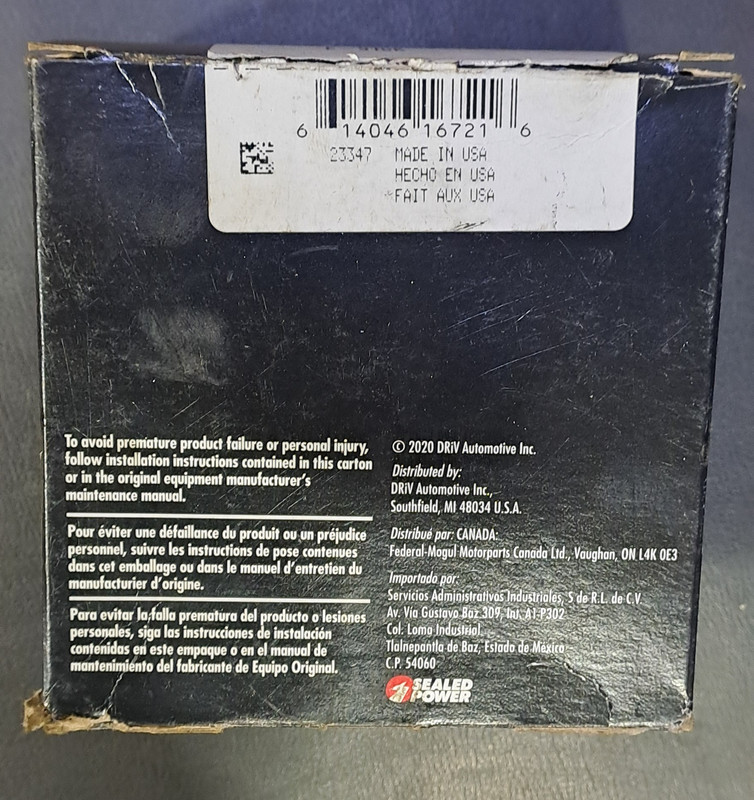 6 14046 16721 6
23347 MADE IN USA
HECHO EN USA
FAIT AUX USA
To avoid premature product failure or personal injury,
follow installation instructions contained in this carton
or in the original equipment manufacturer's
maintenance manual.
Pour éviter une défaillance du produit ou un préjudice
personnel, suivre les instructions de pose contenues
dans cet emballage ou dans le manuel d'entretien du
manufacturier d'origine.
Para evitar la falla prematura del producto o lesiones
personales, siga las instrucciones de instalación
contenidas en este empaque o en el manual de
mantenimiento del fabricante de Equipo Original.
© 2020 DRiV Automotive Inc.
Distributed by:
DRiV Automotive Inc.,
Southfield, MI 48034 U.S.A.
Distribué par: CANADA:
Federal-Mogul Motorparts Canada Ltd., Vaughan, ON L4K 0E3
Importado por:
Servicios Administrativos Industriales, S de R.L. de C.V.
Av. Vía Gustavo Baz 309, Int. A1-P302
Col. Loma Industrial
Tlalnepantla de Baz, Estado de México
C.P. 54060
SEALED
POWER